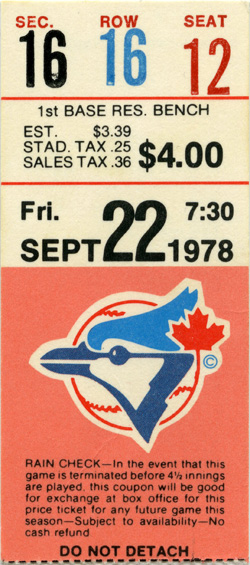 SEC. ROW SEAT
16 16 12
1st BASE RES. BENCH
EST. $3.39
STAD. TAX .25
SALES TAX .36 $4.00
Fri. 22 7:30
SEPT 1978
©
RAIN CHECK—In the event that this
game is terminated before 4½ innings
are played, this coupon will be good
for exchange at box office for this
price ticket for any future game this
season—Subject to availability—No
cash refund
DO NOT DETACH